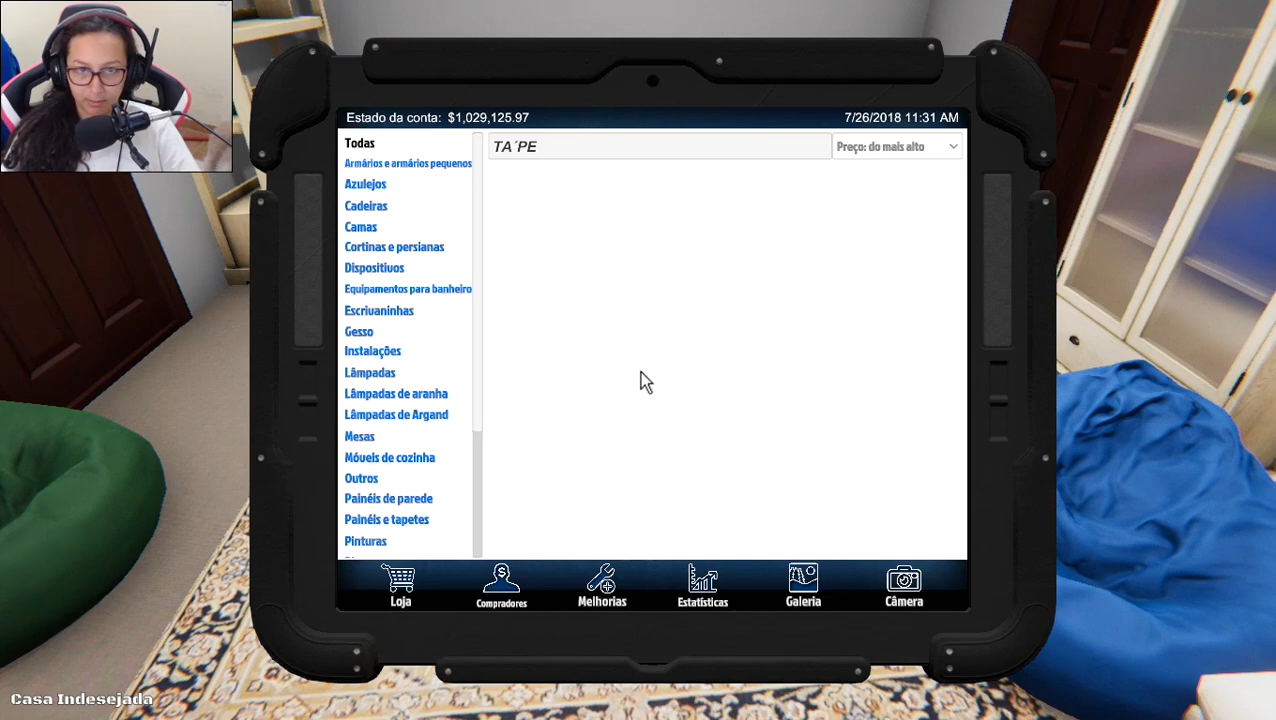 Estado da conta: $1,029,125.97
7/26/2018 11:31 AM
Todas
Armários e armários pequenos
Azulejos
Cadeiras
Camas
Cortinas e persianas
Dispositivos
Equipamentos para banheiro
Escrivaninhas
Gesso
Instalações
Lâmpadas
Lâmpadas de aranha
Lâmpadas de Argand
Mesas
Móveis de cozinha
Outros
Painéis de parede
Painéis e tapetes
Pinturas
TA´PE
Preço: do mais alto
Loja
Compradores
Melhorias
Estatísticas
Galeria
Câmera
Casa Indesejada